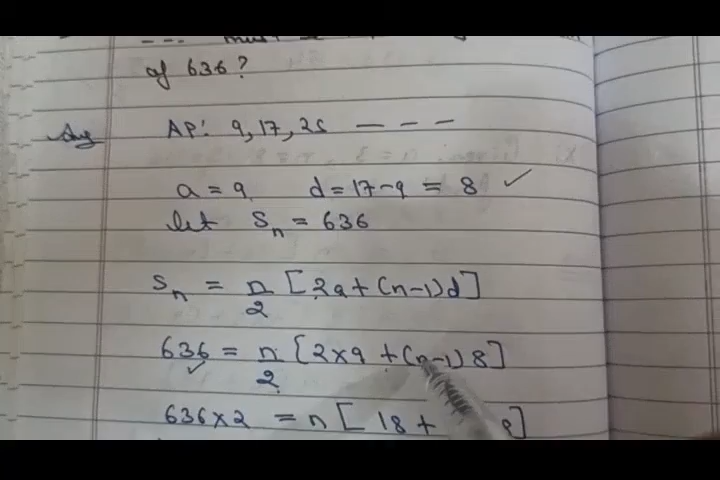 of 636?
Ans AP: 9, 17, 25 — — —
a = 9 d = 17-9 = 8 ✓
let Sn = 636
Sn = n/2 [2a + (n-1)d]
636 = n/2 [2×9 + (n-1) 8]
636×2 = n [18 +